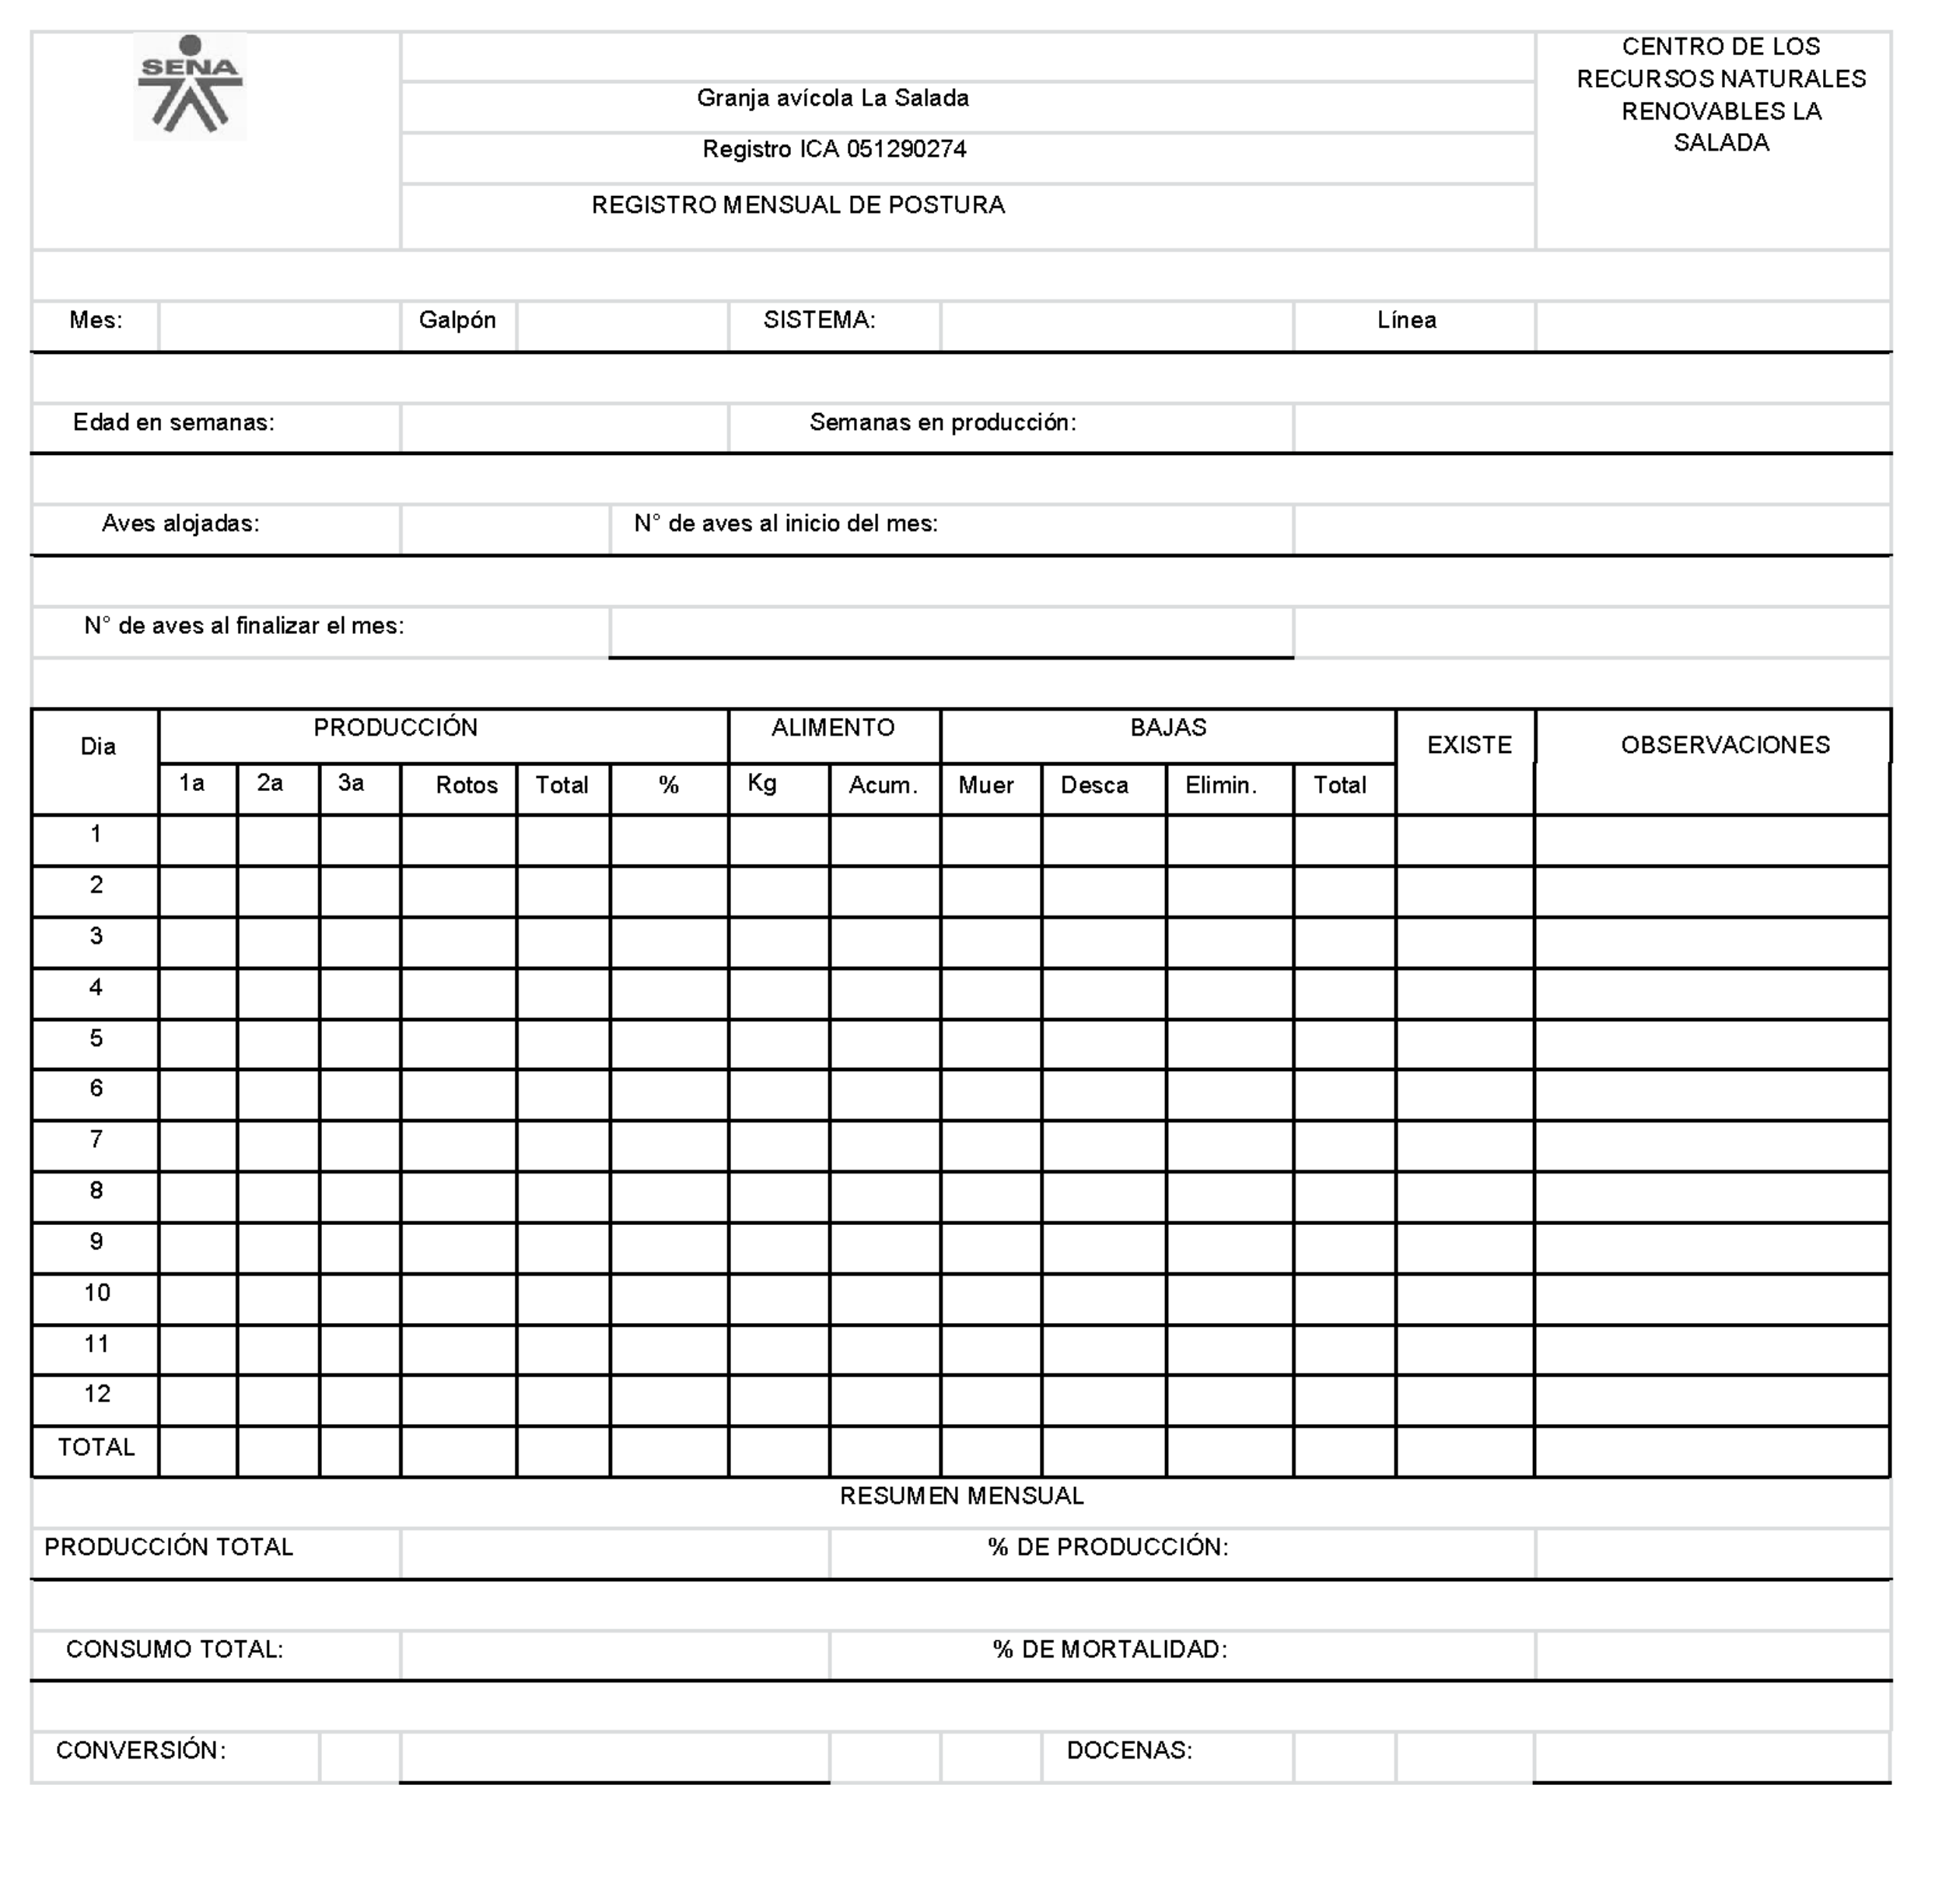 SENA
CENTRO DE LOS
RECURSOS NATURALES
RENOVABLES LA
SALADA
Granja avícola La Salada
Registro ICA 051290274
REGISTRO MENSUAL DE POSTURA
Mes: Galpón SISTEMA: Línea
Edad en semanas: Semanas en producción:
Aves alojadas: N° de aves al inicio del mes:
N° de aves al finalizar el mes:
Dia PRODUCCIÓN ALIMENTO BAJAS EXISTE OBSERVACIONES
1a 2a 3a Rotos Total % Kg Acum. Muer Desca Elimin. Total
1
2
3
4
5
6
7
8
9
10
11
12
TOTAL
RESUMEN MENSUAL
PRODUCCIÓN TOTAL % DE PRODUCCIÓN:
CONSUMO TOTAL: % DE MORTALIDAD:
CONVERSIÓN: DOCENAS: